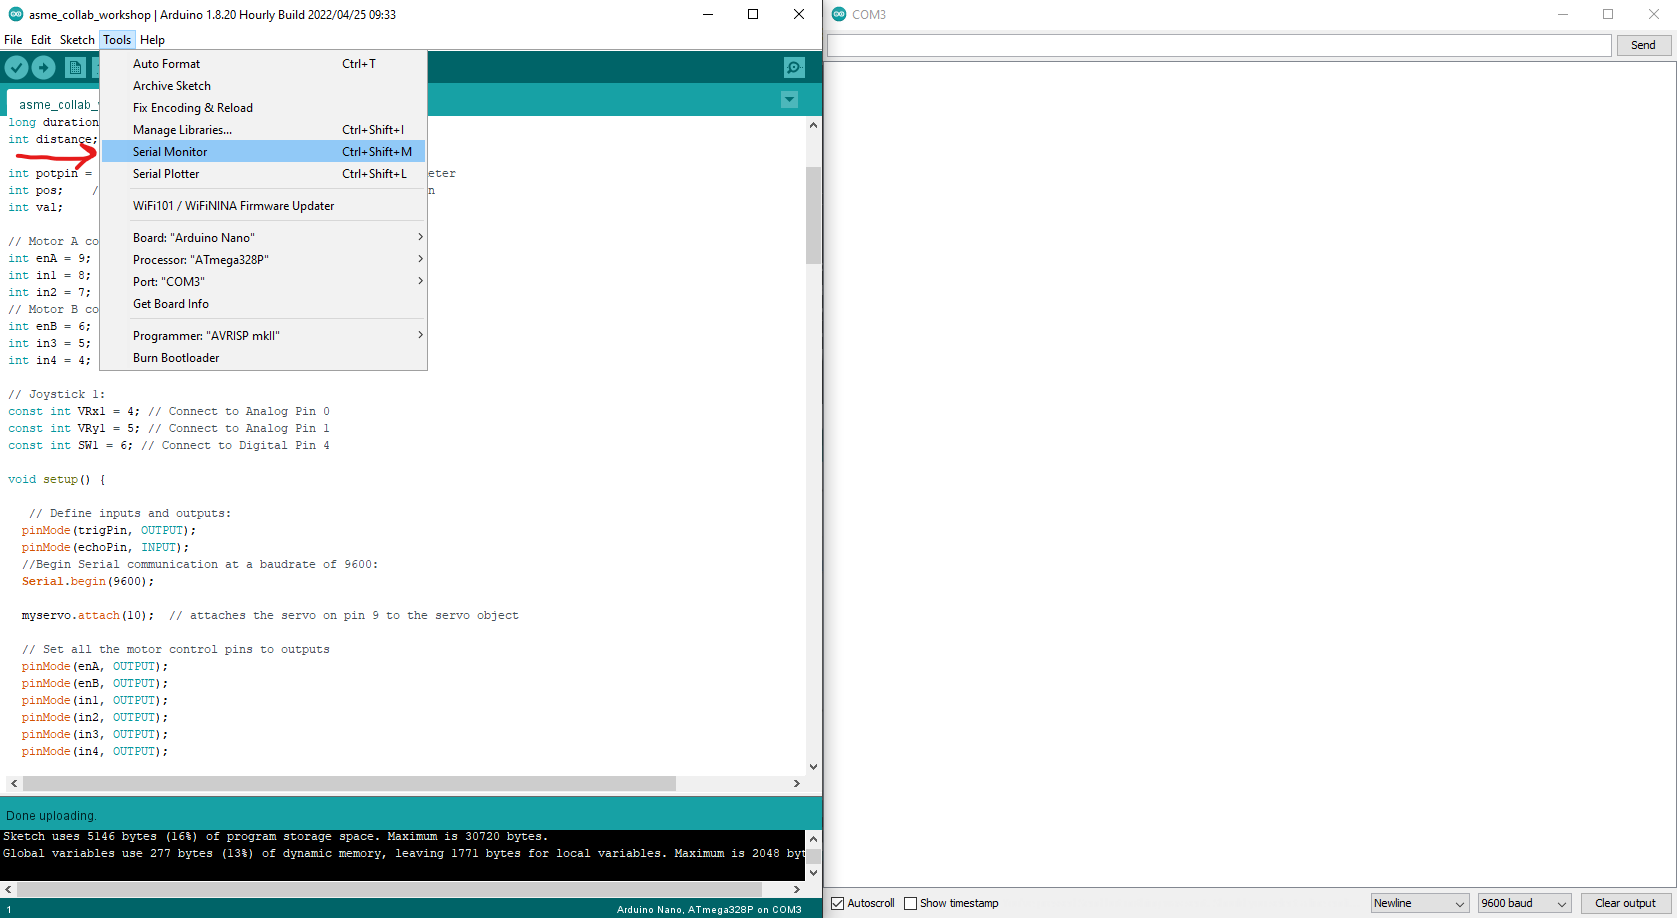 asme_collab_workshop | Arduino 1.8.20 Hourly Build 2022/04/25 09:33
File Edit Sketch Tools Help
Auto Format Ctrl+T
Archive Sketch
Fix Encoding & Reload
Manage Libraries... Ctrl+Shift+I
Serial Monitor Ctrl+Shift+M
Serial Plotter Ctrl+Shift+L
WiFi101 / WiFiNINA Firmware Updater
Board: "Arduino Nano"
Processor: "ATmega328P"
Port: "COM3"
Get Board Info
Programmer: "AVRISP mkII"
Burn Bootloader
asme_collab_
long duration
int distance;
int potpin = eter
int pos; / n
int val;
// Motor A co
int enA = 9;
int in1 = 8;
int in2 = 7;
// Motor B co
int enB = 6;
int in3 = 5;
int in4 = 4;
// Joystick 1:
const int VRx1 = 4; // Connect to Analog Pin 0
const int VRy1 = 5; // Connect to Analog Pin 1
const int SW1 = 6; // Connect to Digital Pin 4
void setup() {
// Define inputs and outputs:
pinMode(trigPin, OUTPUT);
pinMode(echoPin, INPUT);
//Begin Serial communication at a baudrate of 9600:
Serial.begin(9600);
myservo.attach(10); // attaches the servo on pin 9 to the servo object
// Set all the motor control pins to outputs
pinMode(enA, OUTPUT);
pinMode(enB, OUTPUT);
pinMode(in1, OUTPUT);
pinMode(in2, OUTPUT);
pinMode(in3, OUTPUT);
pinMode(in4, OUTPUT);
Done uploading.
Sketch uses 5146 bytes (16%) of program storage space. Maximum is 30720 bytes.
Global variables use 277 bytes (13%) of dynamic memory, leaving 1771 bytes for local variables. Maximum is 2048 byt
1 Arduino Nano, ATmega328P on COM3
COM3
Send
Autoscroll Show timestamp Newline 9600 baud Clear output